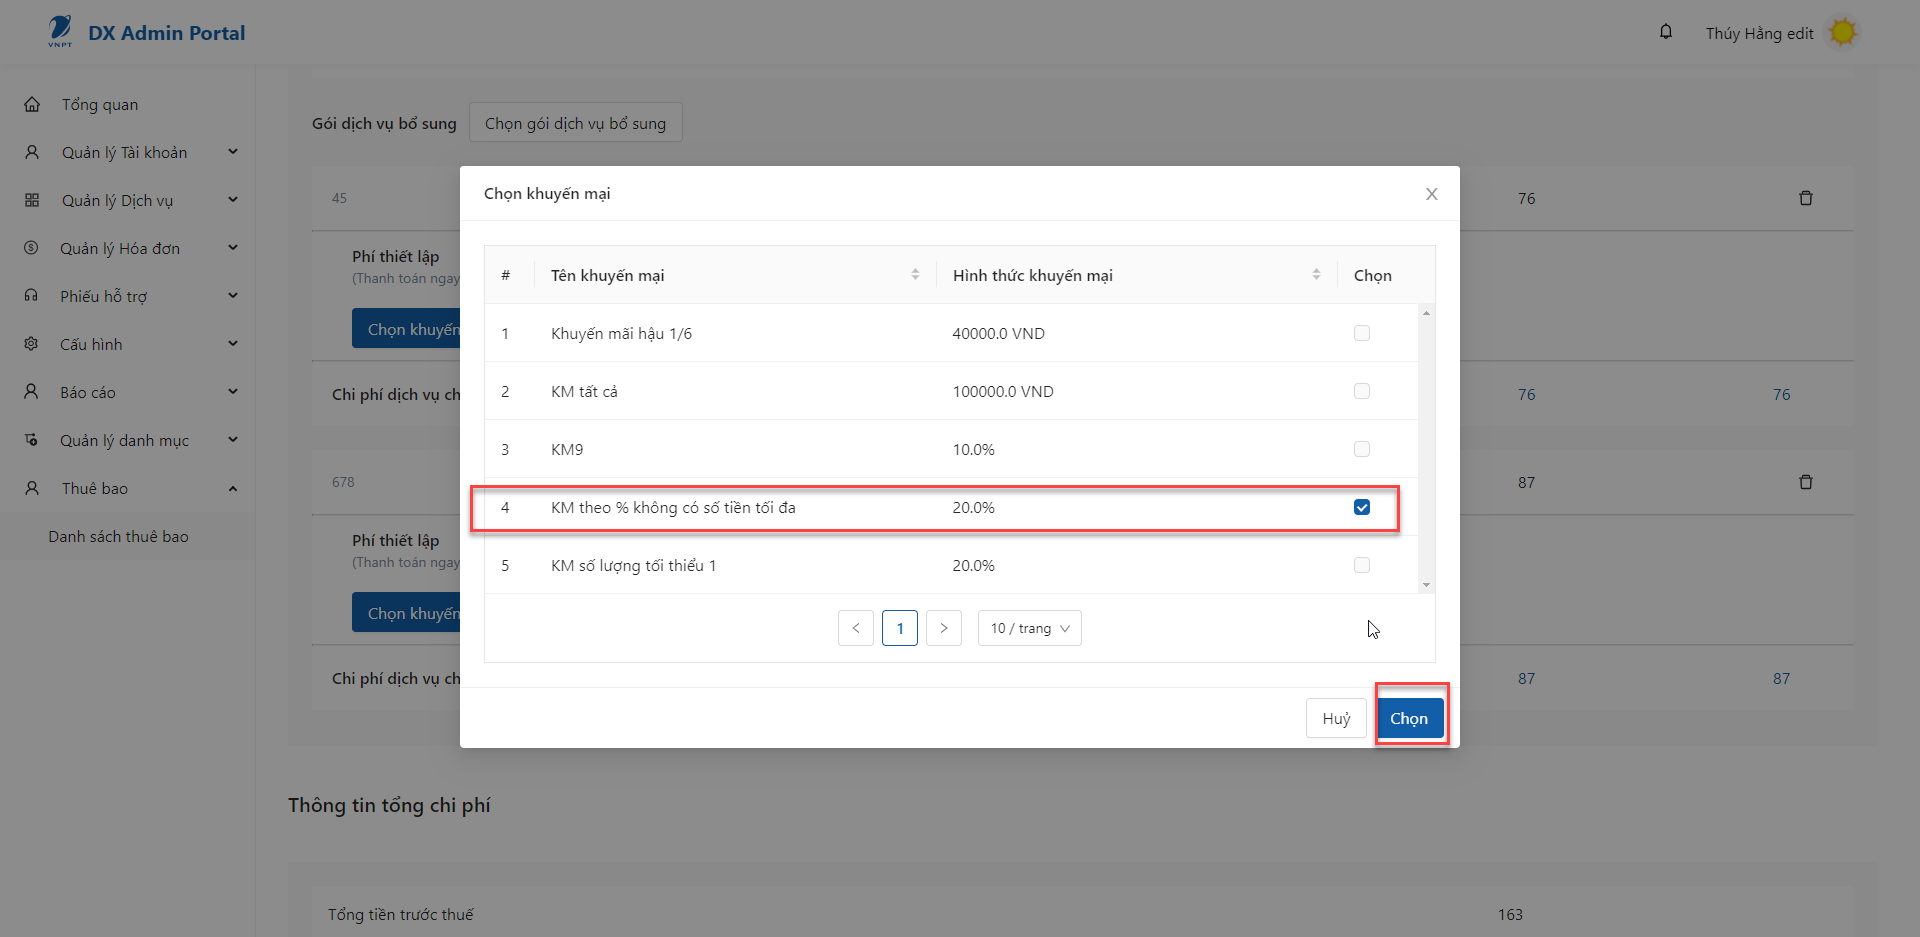 VNPT
DX Admin Portal
Thúy Hằng edit
Tổng quan
Quản lý Tài khoản
Quản lý Dịch vụ
Quản lý Hóa đơn
Phiếu hỗ trợ
Cấu hình
Báo cáo
Quản lý danh mục
Thuê bao
Danh sách thuê bao
Gói dịch vụ bổ sung
Chọn gói dịch vụ bổ sung
45
76
Phí thiết lập
(Thanh toán ngay
Chọn khuyến
Chi phí dịch vụ ch
76
76
678
87
Phí thiết lập
(Thanh toán ngay
Chọn khuyến
Chi phí dịch vụ ch
87
87
Chọn khuyến mại
# Tên khuyến mại Hình thức khuyến mại Chọn
1 Khuyến mãi hậu 1/6 40000.0 VND
2 KM tất cả 100000.0 VND
3 KM9 10.0%
4 KM theo % không có số tiền tối đa 20.0%
5 KM số lượng tối thiểu 1 20.0%
< 1 > 10 / trang
Huỷ
Chọn
Thông tin tổng chi phí
Tổng tiền trước thuế
163